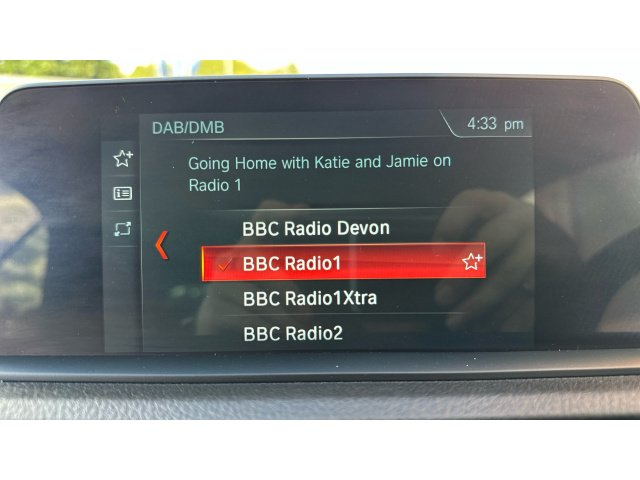 DAB/DMB
4:33 pm
Going Home with Katie and Jamie on
Radio 1
BBC Radio Devon
BBC Radio1
BBC Radio1Xtra
BBC Radio2